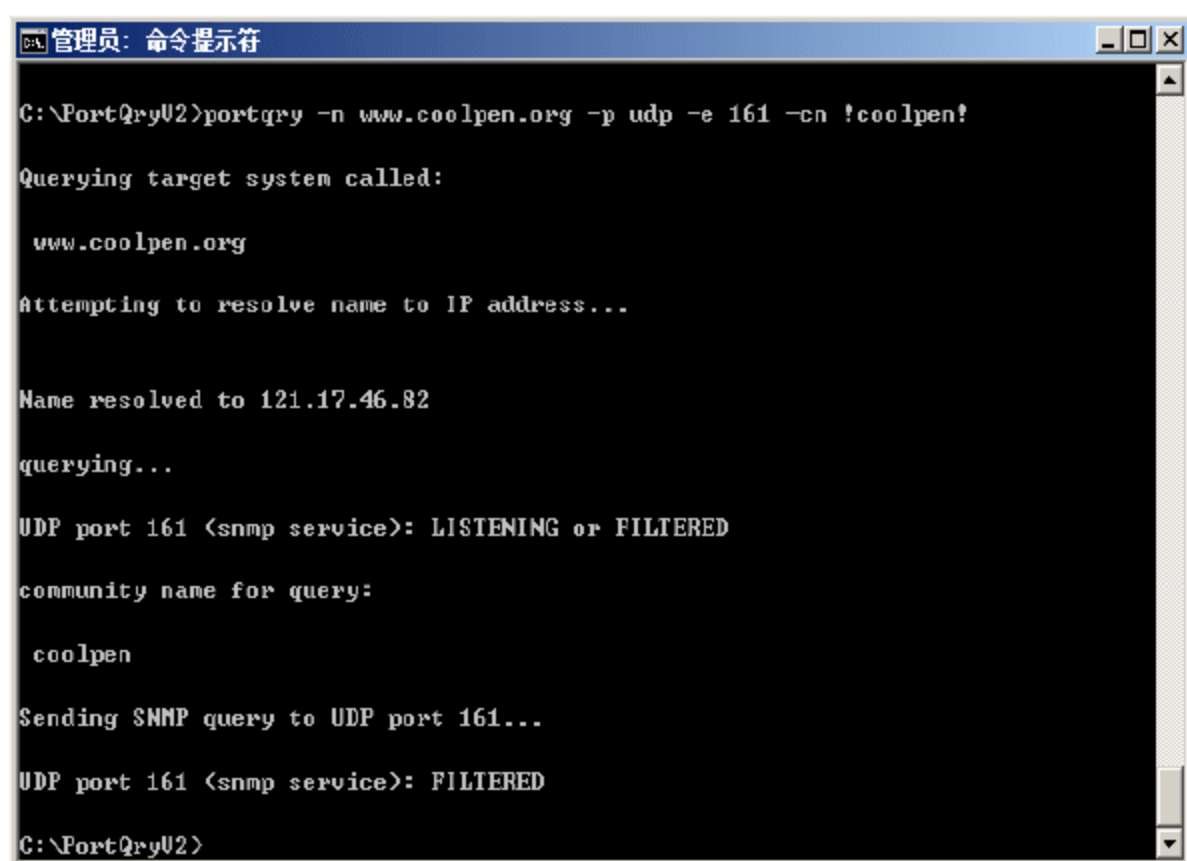 管理员: 命令提示符
C:\PortQryV2>portqry -n www.coolpen.org -p udp -e 161 -cn !coolpen!
Querying target system called:
www.coolpen.org
Attempting to resolve name to IP address...
Name resolved to 121.17.46.82
querying...
UDP port 161 (snmp service): LISTENING or FILTERED
community name for query:
coolpen
Sending SNMP query to UDP port 161...
UDP port 161 (snmp service): FILTERED
C:\PortQryV2>